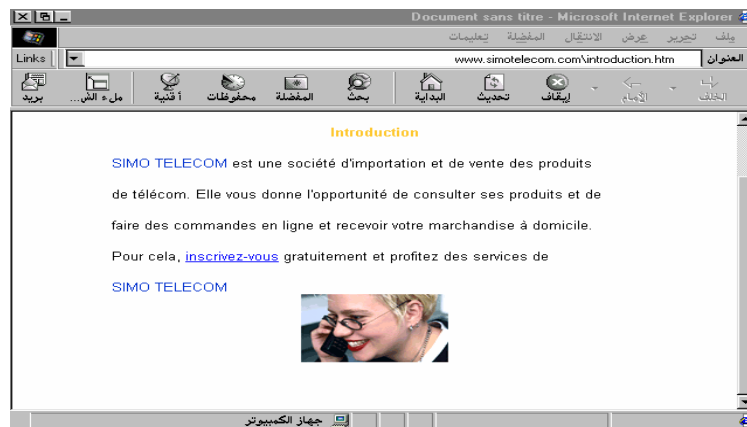 Document sans titre - Microsoft Internet Explorer
ملف تحرير عرض الانتقال المفضلة تعليمات
العنوان www.simotelecom.com\introduction.htm Links
الخلف الأمام إيقاف تحديث البداية بحث المفضلة محفوظات أقنية ملء الش... بريد
Introduction
SIMO TELECOM est une société d'importation et de vente des produits
de télécom. Elle vous donne l'opportunité de consulter ses produits et de
faire des commandes en ligne et recevoir votre marchandise à domicile.
Pour cela, inscrivez-vous gratuitement et profitez des services de
SIMO TELECOM
جهاز الكمبيوتر